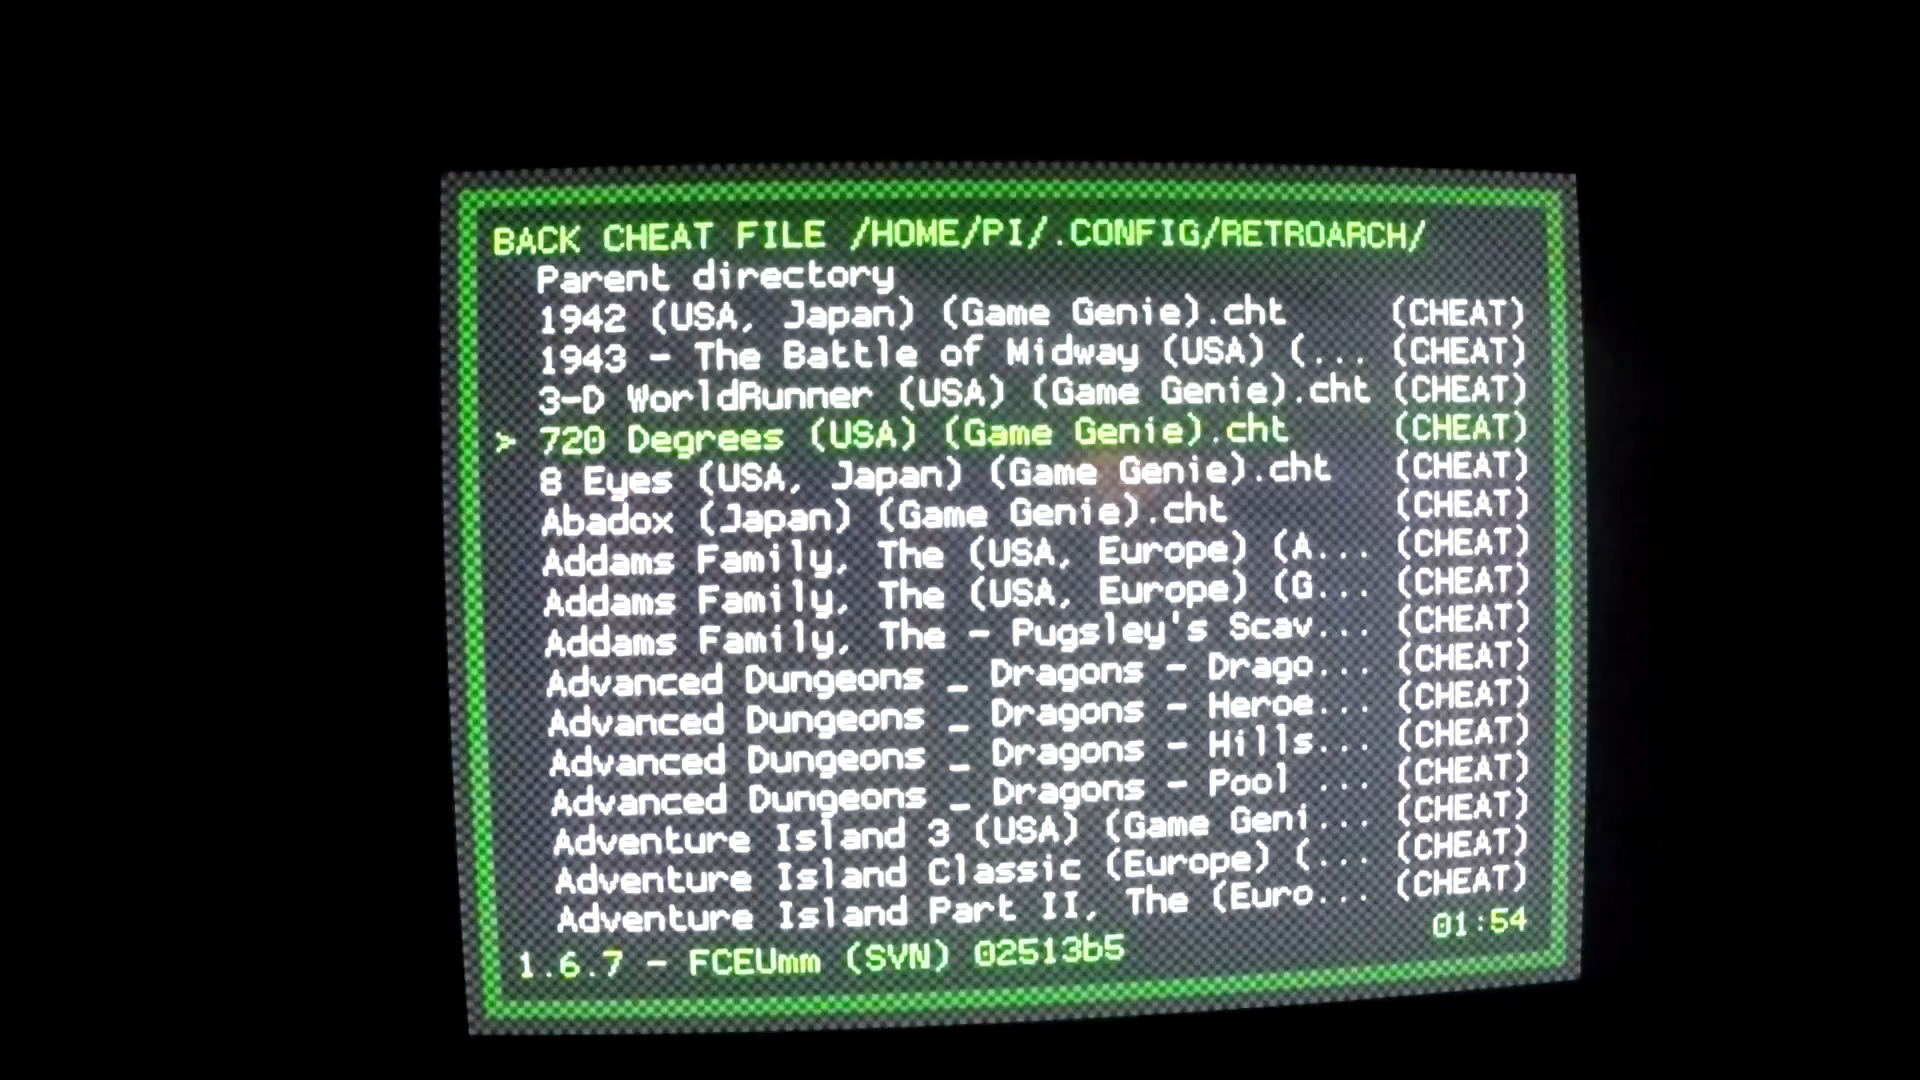 BACK CHEAT FILE /HOME/PI/.CONFIG/RETROARCH/
Parent directory
1942 (USA, Japan) (Game Genie).cht (CHEAT)
1943 - The Battle of Midway (USA) (... (CHEAT)
3-D WorldRunner (USA) (Game Genie).cht (CHEAT)
> 720 Degrees (USA) (Game Genie).cht (CHEAT)
8 Eyes (USA, Japan) (Game Genie).cht (CHEAT)
Abadox (Japan) (Game Genie).cht (CHEAT)
Addams Family, The (USA, Europe) (A... (CHEAT)
Addams Family, The (USA, Europe) (G... (CHEAT)
Addams Family, The - Pugsley's Scav... (CHEAT)
Advanced Dungeons _ Dragons - Drago... (CHEAT)
Advanced Dungeons _ Dragons - Heroe... (CHEAT)
Advanced Dungeons _ Dragons - Hills... (CHEAT)
Advanced Dungeons _ Dragons - Pool ... (CHEAT)
Adventure Island 3 (USA) (Game Geni... (CHEAT)
Adventure Island Classic (Europe) (... (CHEAT)
Adventure Island Part II, The (Euro... (CHEAT)
1.6.7 - FCEUmm (SVN) 02513b5 01:54